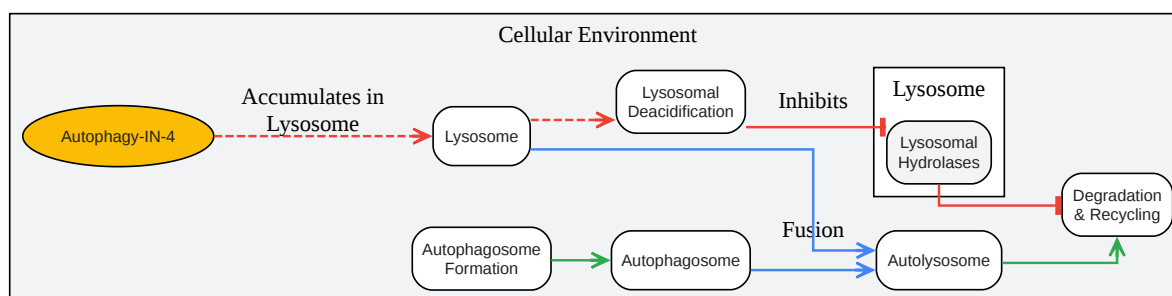 Cellular Environment
Accumulates in
Lysosome
Autophagy-IN-4
Lysosome
Lysosomal
Deacidification
Inhibits
Lysosome
Lysosomal
Hydrolases
Degradation
& Recycling
Fusion
Autophagosome
Formation
Autophagosome
Autolysosome